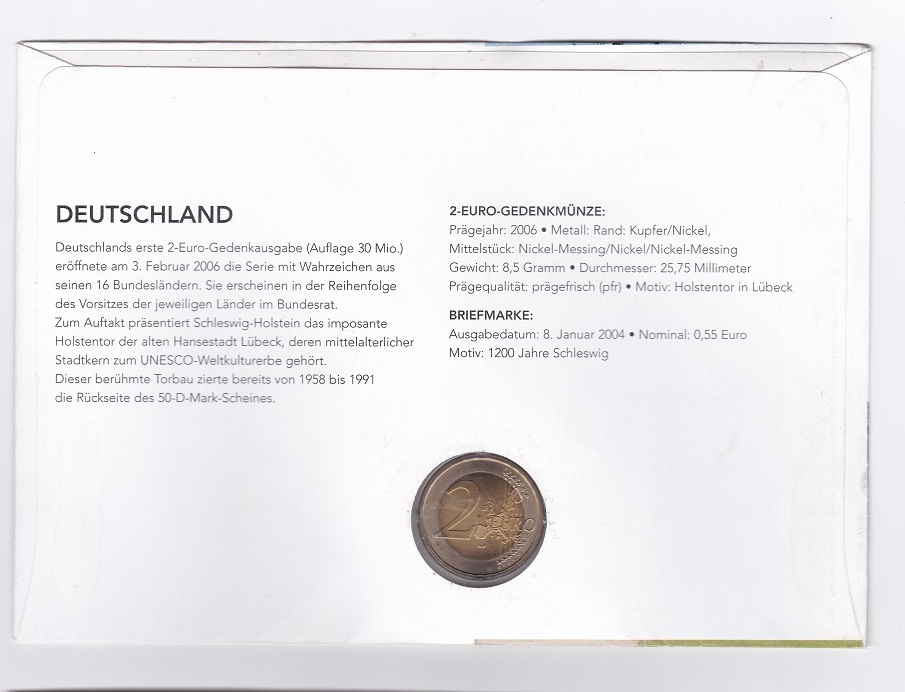 DEUTSCHLAND
Deutschlands erste 2-Euro-Gedenkausgabe (Auflage 30 Mio.)
eröffnete am 3. Februar 2006 die Serie mit Wahrzeichen aus
seinen 16 Bundesländern. Sie erscheinen in der Reihenfolge
des Vorsitzes der jeweiligen Länder im Bundesrat.
Zum Auftakt präsentiert Schleswig-Holstein das imposante
Holstentor der alten Hansestadt Lübeck, deren mittelalterlicher
Stadtkern zum UNESCO-Weltkulturerbe gehört.
Dieser berühmte Torbau zierte bereits von 1958 bis 1991
die Rückseite des 50-D-Mark-Scheines.
2-EURO-GEDENKMÜNZE:
Prägejahr: 2006 • Metall: Rand: Kupfer/Nickel,
Mittelstück: Nickel-Messing/Nickel/Nickel-Messing
Gewicht: 8,5 Gramm • Durchmesser: 25,75 Millimeter
Prägequalität: prägefrisch (pfr) • Motiv: Holstentor in Lübeck
BRIEFMARKE:
Ausgabedatum: 8. Januar 2004 • Nominal: 0,55 Euro
Motiv: 1200 Jahre Schleswig
2 EURO